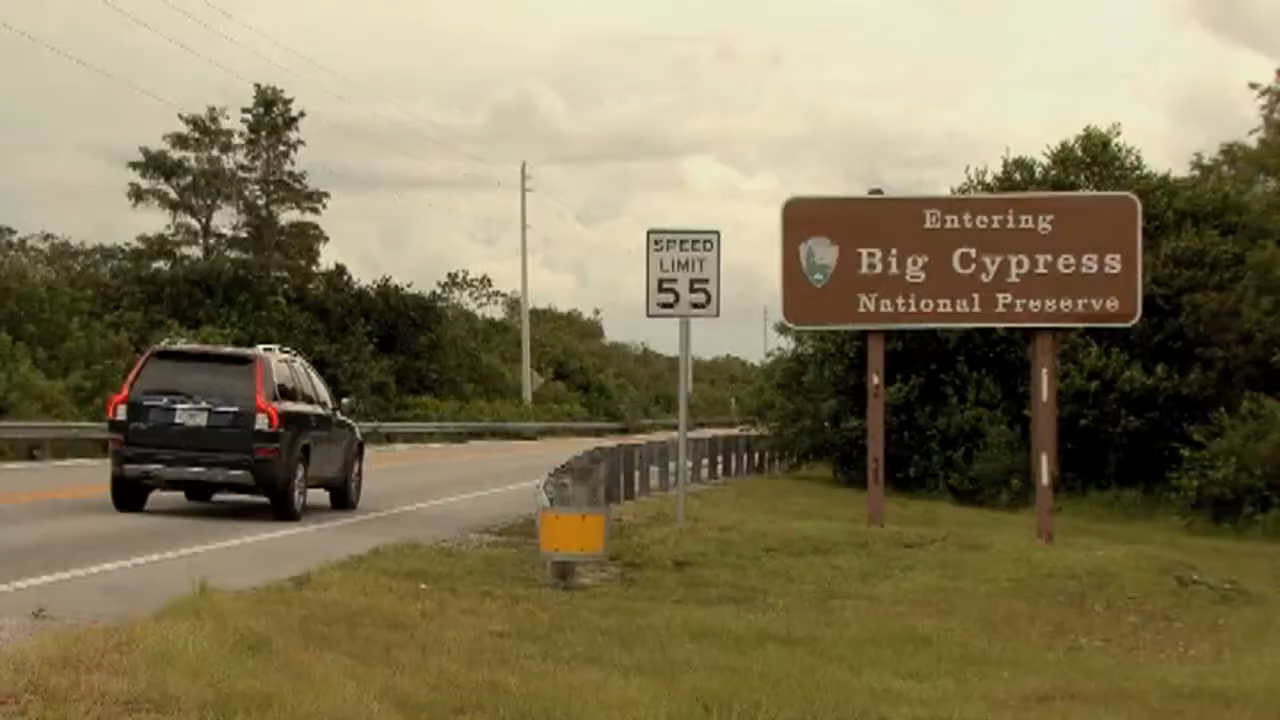 SPEED
LIMIT
55
Entering
Big Cypress
National Preserve